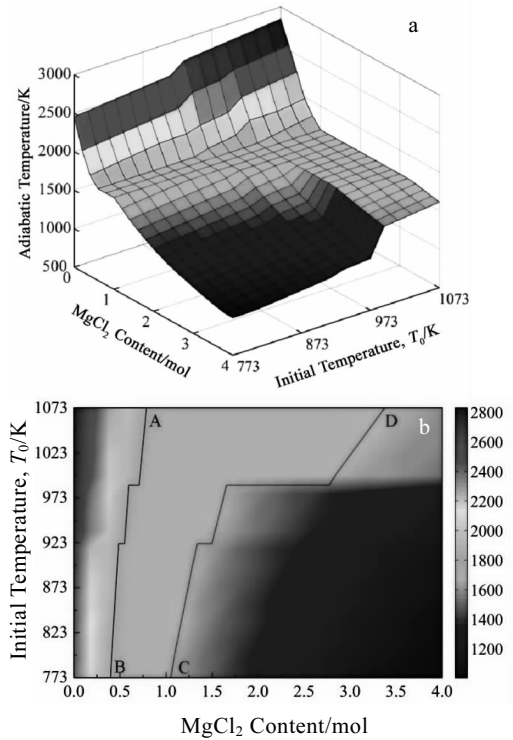 a
3000
2500
2000
1500
1000
500
Adiabatic Temperature/K
0
1
2
3
4
MgCl2 Content/mol
773
873
973
1073
Initial Temperature, T0/K
b
A
D
B
C
1073
1023
973
923
873
823
773
Initial Temperature, T0/K
0.0 0.5 1.0 1.5 2.0 2.5 3.0 3.5 4.0
MgCl2 Content/mol
2800
2600
2400
2200
2000
1800
1600
1400
1200